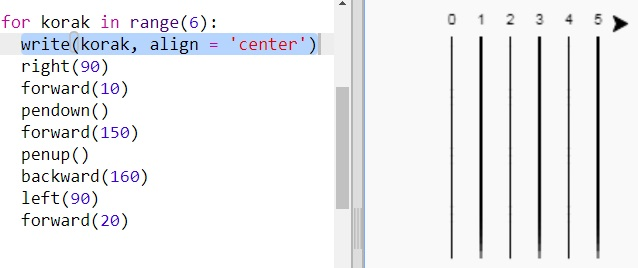 for korak in range(6):
write(korak, align = 'center')
right(90)
forward(10)
pendown()
forward(150)
penup()
backward(160)
left(90)
forward(20)
0 1 2 3 4 5